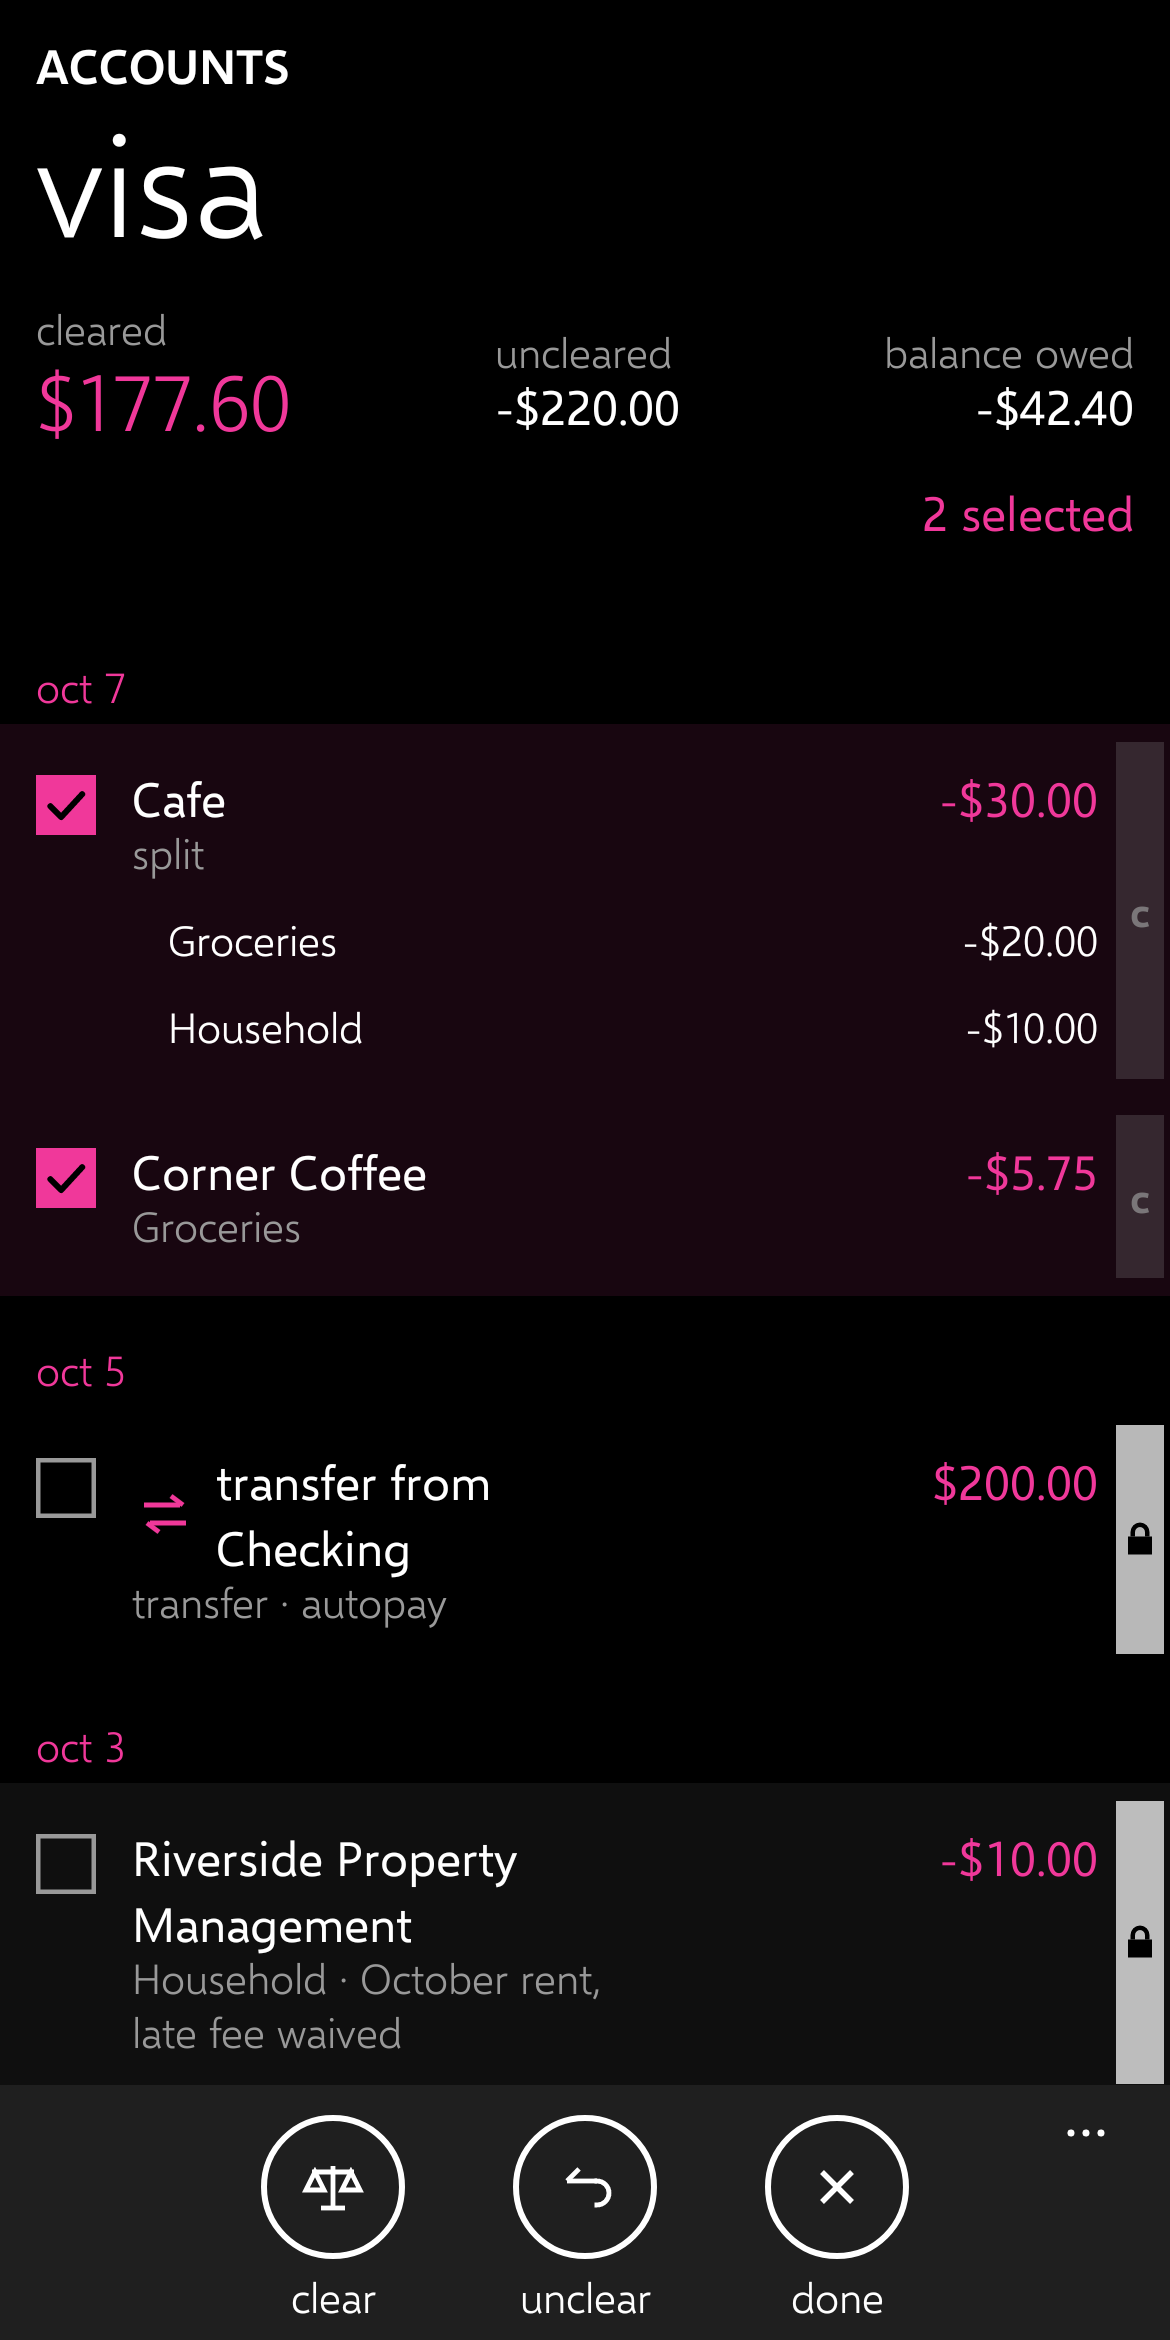 ACCOUNTS
visa
cleared
$177.60
uncleared
-$220.00
balance owed
-$42.40
2 selected
oct 7
Cafe
-$30.00
split
Groceries
-$20.00
Household
-$10.00
C
Corner Coffee
-$5.75
Groceries
C
oct 5
transfer from
Checking
$200.00
transfer · autopay
oct 3
Riverside Property
Management
-$10.00
Household · October rent,
late fee waived
clear
unclear
done